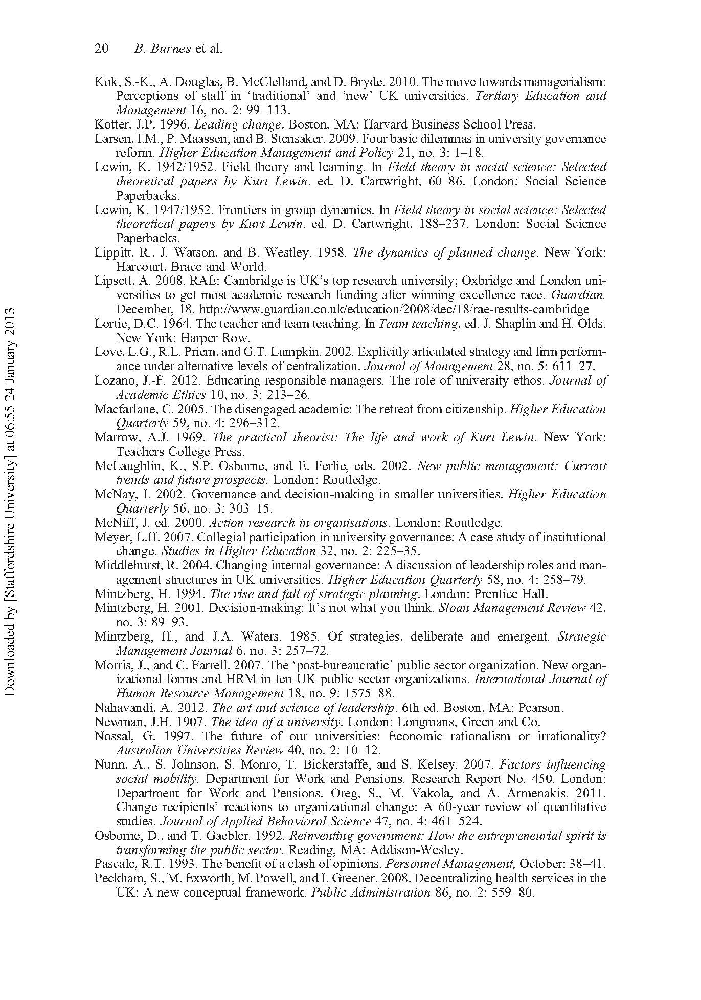 20 B. Burnes et al.
Kok, S.-K., A. Douglas, B. McClelland, and D. Bryde. 2010. The move towards managerialism:
Perceptions of staff in ‘traditional’ and ‘new’ UK universities. Tertiary Education and
Management 16, no. 2: 99–113.
Kotter, J.P. 1996. Leading change. Boston, MA: Harvard Business School Press.
Larsen, I.M., P. Maassen, and B. Stensaker. 2009. Four basic dilemmas in university governance
reform. Higher Education Management and Policy 21, no. 3: 1–18.
Lewin, K. 1942/1952. Field theory and learning. In Field theory in social science: Selected
theoretical papers by Kurt Lewin. ed. D. Cartwright, 60–86. London: Social Science
Paperbacks.
Lewin, K. 1947/1952. Frontiers in group dynamics. In Field theory in social science: Selected
theoretical papers by Kurt Lewin. ed. D. Cartwright, 188–237. London: Social Science
Paperbacks.
Lippitt, R., J. Watson, and B. Westley. 1958. The dynamics of planned change. New York:
Harcourt, Brace and World.
Lipsett, A. 2008. RAE: Cambridge is UK’s top research university; Oxbridge and London uni-
versities to get most academic research funding after winning excellence race. Guardian,
December, 18. http://www.guardian.co.uk/education/2008/dec/18/rae-results-cambridge
Lortie, D.C. 1964. The teacher and team teaching. In Team teaching, ed. J. Shaplin and H. Olds.
New York: Harper Row.
Love, L.G., R.L. Priem, and G.T. Lumpkin. 2002. Explicitly articulated strategy and firm perform-
ance under alternative levels of centralization. Journal of Management 28, no. 5: 611–27.
Lozano, J.-F. 2012. Educating responsible managers. The role of university ethos. Journal of
Academic Ethics 10, no. 3: 213–26.
Macfarlane, C. 2005. The disengaged academic: The retreat from citizenship. Higher Education
Quarterly 59, no. 4: 296–312.
Marrow, A.J. 1969. The practical theorist: The life and work of Kurt Lewin. New York:
Teachers College Press.
McLaughlin, K., S.P. Osborne, and E. Ferlie, eds. 2002. New public management: Current
trends and future prospects. London: Routledge.
McNay, I. 2002. Governance and decision-making in smaller universities. Higher Education
Quarterly 56, no. 3: 303–15.
McNiff, J. ed. 2000. Action research in organisations. London: Routledge.
Meyer, L.H. 2007. Collegial participation in university governance: A case study of institutional
change. Studies in Higher Education 32, no. 2: 225–35.
Middlehurst, R. 2004. Changing internal governance: A discussion of leadership roles and man-
agement structures in UK universities. Higher Education Quarterly 58, no. 4: 258–79.
Mintzberg, H. 1994. The rise and fall of strategic planning. London: Prentice Hall.
Mintzberg, H. 2001. Decision-making: It’s not what you think. Sloan Management Review 42,
no. 3: 89–93.
Mintzberg, H., and J.A. Waters. 1985. Of strategies, deliberate and emergent. Strategic
Management Journal 6, no. 3: 257–72.
Morris, J., and C. Farrell. 2007. The ‘post-bureaucratic’ public sector organization. New organ-
izational forms and HRM in ten UK public sector organizations. International Journal of
Human Resource Management 18, no. 9: 1575–88.
Nahavandi, A. 2012. The art and science of leadership. 6th ed. Boston, MA: Pearson.
Newman, J.H. 1907. The idea of a university. London: Longmans, Green and Co.
Nossal, G. 1997. The future of our universities: Economic rationalism or irrationality?
Australian Universities Review 40, no. 2: 10–12.
Nunn, A., S. Johnson, S. Monro, T. Bickerstaffe, and S. Kelsey. 2007. Factors influencing
social mobility. Department for Work and Pensions. Research Report No. 450. London:
Department for Work and Pensions. Oreg, S., M. Vakola, and A. Armenakis. 2011.
Change recipients’ reactions to organizational change: A 60-year review of quantitative
studies. Journal of Applied Behavioral Science 47, no. 4: 461–524.
Osborne, D., and T. Gaebler. 1992. Reinventing government: How the entrepreneurial spirit is
transforming the public sector. Reading, MA: Addison-Wesley.
Pascale, R.T. 1993. The benefit of a clash of opinions. Personnel Management, October: 38–41.
Peckham, S., M. Exworth, M. Powell, and I. Greener. 2008. Decentralizing health services in the
UK: A new conceptual framework. Public Administration 86, no. 2: 559–80.
Downloaded by [Staffordshire University] at 06:55 24 January 2013